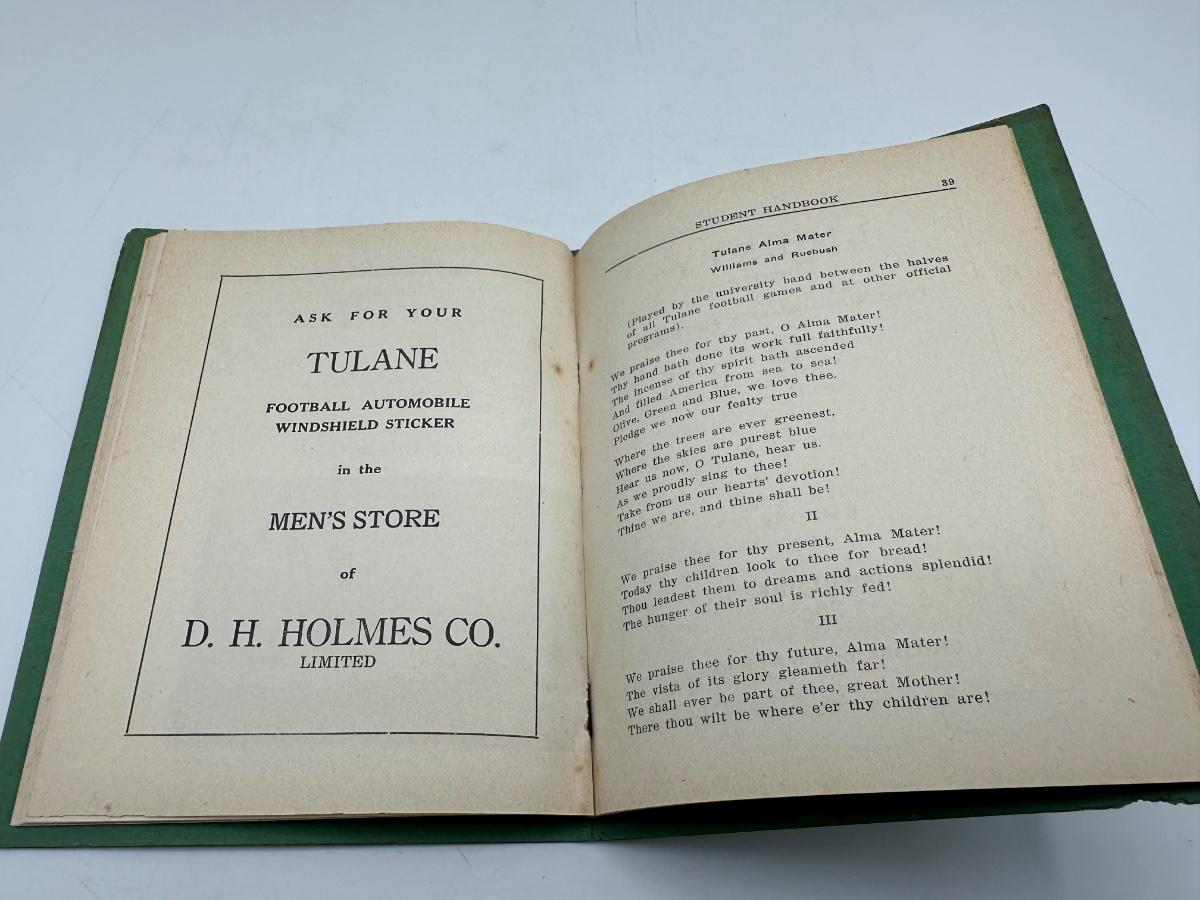 ASK FOR YOUR
TULANE
FOOTBALL AUTOMOBILE
WINDSHIELD STICKER
in the
MEN'S STORE
of
D. H. HOLMES CO.
LIMITED
STUDENT HANDBOOK 39
Tulane Alma Mater
Williams and Ruebush
(Played by the university band between the halves
of all Tulane football games and at other official
programs).
We praise thee for thy past, O Alma Mater!
Thy hand hath done its work full faithfully!
The incense of thy spirit hath ascended
And filled America from sea to sea!
Olive, Green and Blue, we love thee.
Pledge we now our fealty true
Where the trees are ever greenest,
Where the skies are purest blue
Hear us now, O Tulane, hear us.
As we proudly sing to thee!
Take from us our hearts' devotion!
Thine we are, and thine shall be!
II
We praise thee for thy present, Alma Mater!
Today thy children look to thee for bread!
Thou leadest them to dreams and actions splendid!
The hunger of their soul is richly fed!
III
We praise thee for thy future, Alma Mater!
The vista of its glory gleameth far!
We shall ever be part of thee, great Mother!
There thou wilt be where e'er thy children are!